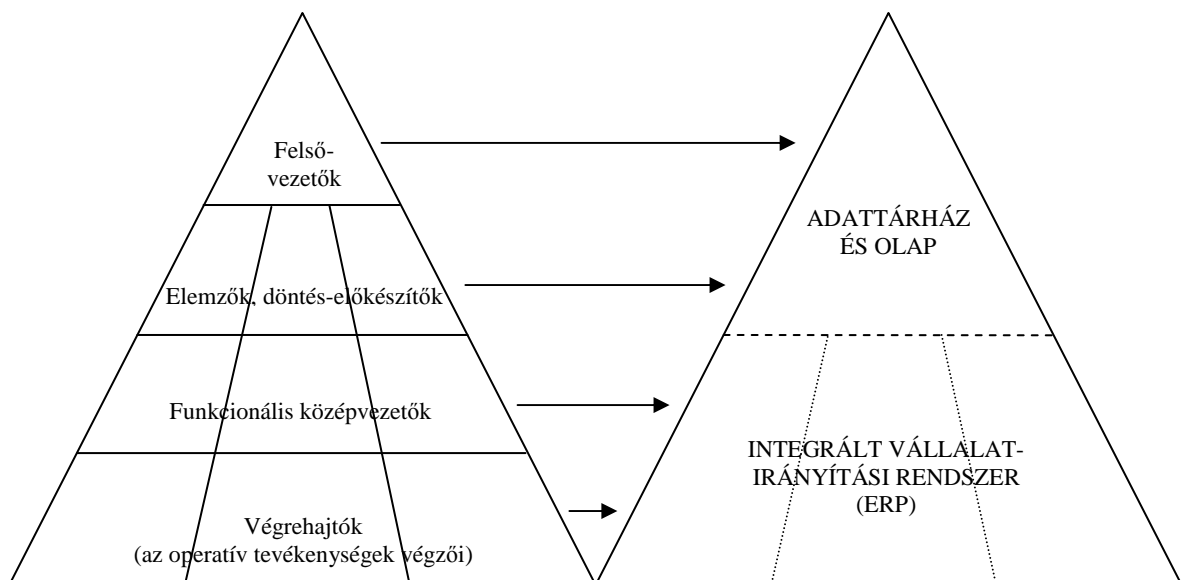 Felső-
vezetők
Elemzők, döntés-előkészítők
Funkcionális középvezetők
Végrehajtók
(az operatív tevékenységek végzői)
ADATTÁRHÁZ
ÉS OLAP
INTEGRÁLT VÁLLALAT-
IRÁNYÍTÁSI RENDSZER
(ERP)